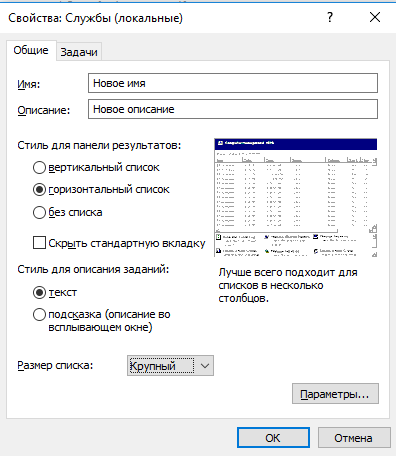 Свойства: Службы (локальные)
Общие
Задачи
Имя:
Новое имя
Описание:
Новое описание
Стиль для панели результатов:
вертикальный список
горизонтальный список
без списка
Скрыть стандартную вкладку
Лучше всего подходит для
списков в несколько
столбцов.
Стиль для описания заданий:
текст
подсказка (описание во
всплывающем окне)
Размер списка:
Крупный
Параметры...
ОК
Отмена